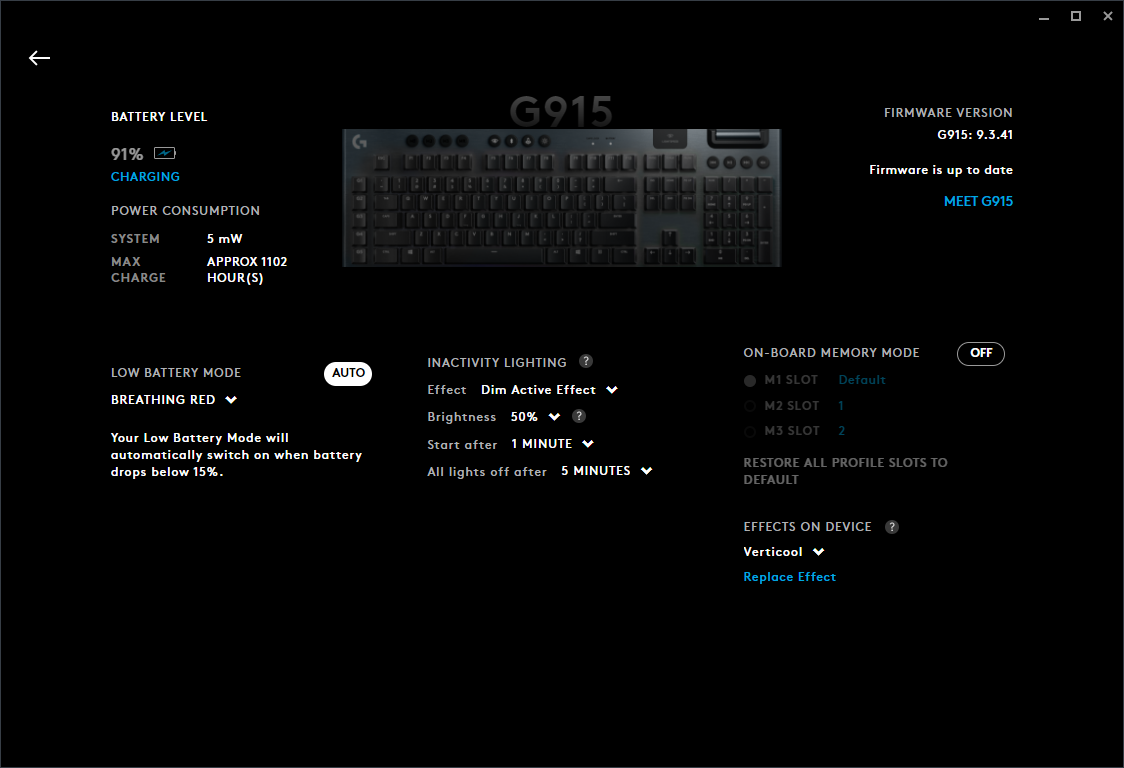 G915
BATTERY LEVEL
91%
CHARGING
POWER CONSUMPTION
SYSTEM 5 mW
MAX CHARGE APPROX 1102 HOUR(S)
FIRMWARE VERSION
G915: 9.3.41
Firmware is up to date
MEET G915
LOW BATTERY MODE AUTO
BREATHING RED
Your Low Battery Mode will
automatically switch on when battery
drops below 15%.
INACTIVITY LIGHTING ?
Effect Dim Active Effect
Brightness 50% ?
Start after 1 MINUTE
All lights off after 5 MINUTES
ON-BOARD MEMORY MODE OFF
M1 SLOT Default
M2 SLOT 1
M3 SLOT 2
RESTORE ALL PROFILE SLOTS TO
DEFAULT
EFFECTS ON DEVICE ?
Verticool
Replace Effect